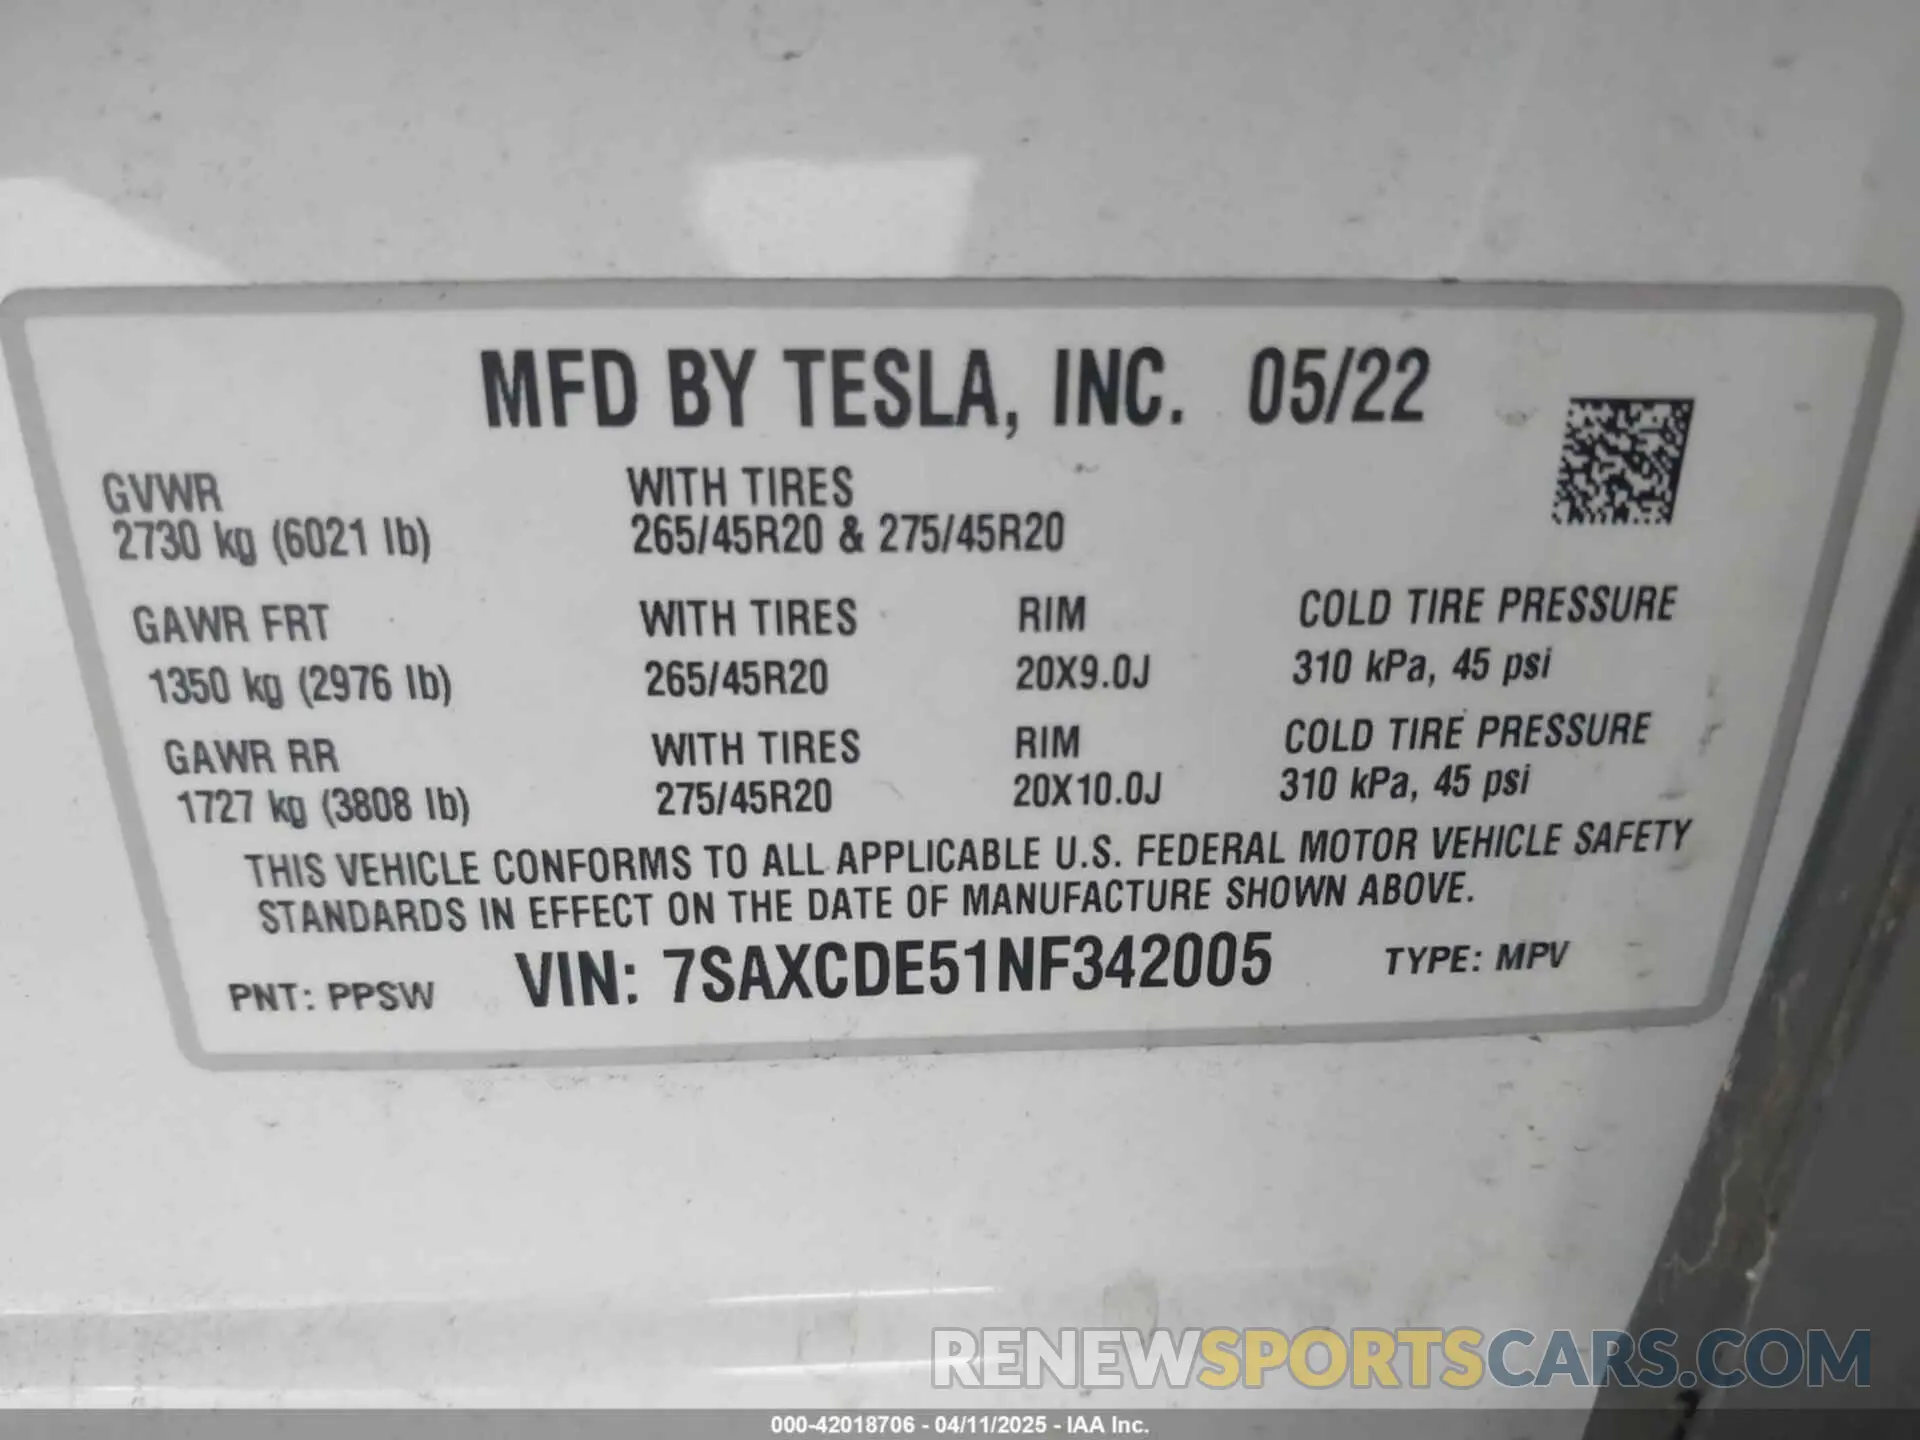 MFD BY TESLA, INC. 05/22
GVWR WITH TIRES
2730 kg (6021 lb) 265/45R20 & 275/45R20
GAWR FRT WITH TIRES RIM COLD TIRE PRESSURE
1350 kg (2976 lb) 265/45R20 20X9.0J 310 kPa, 45 psi
GAWR RR WITH TIRES RIM COLD TIRE PRESSURE
1727 kg (3808 lb) 275/45R20 20X10.0J 310 kPa, 45 psi
THIS VEHICLE CONFORMS TO ALL APPLICABLE U.S. FEDERAL MOTOR VEHICLE SAFETY
STANDARDS IN EFFECT ON THE DATE OF MANUFACTURE SHOWN ABOVE.
PNT: PPSW VIN: 7SAXCDE51NF342005 TYPE: MPV
RENEWSPORTSCARS.COM
000-42018706 - 04/11/2025 - IAA Inc.